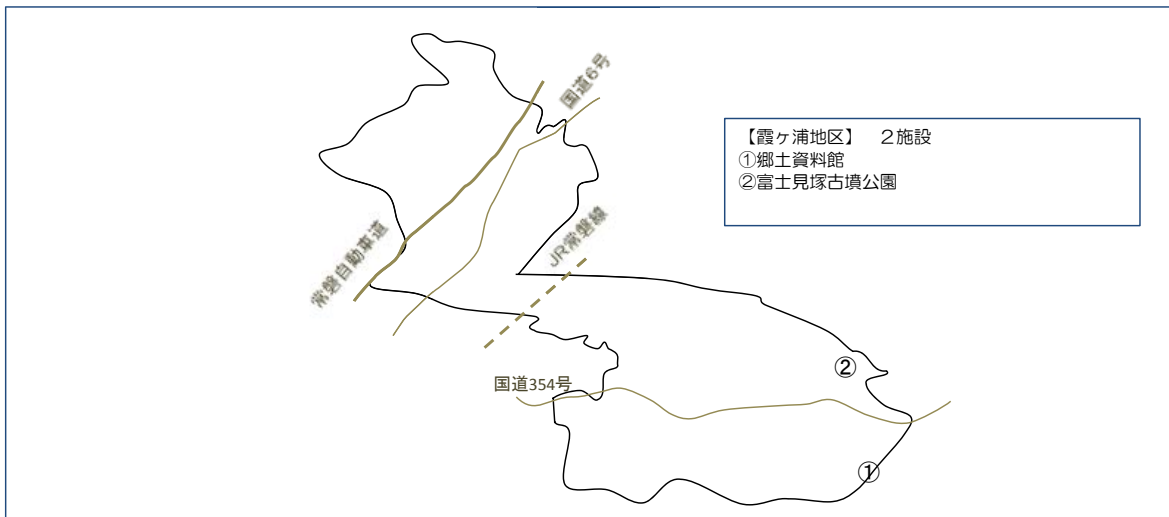 国道6号
【霞ヶ浦地区】　２施設
①郷土資料館
②富士見塚古墳公園
常磐自動車道
JR常磐線
②
国道354号
①